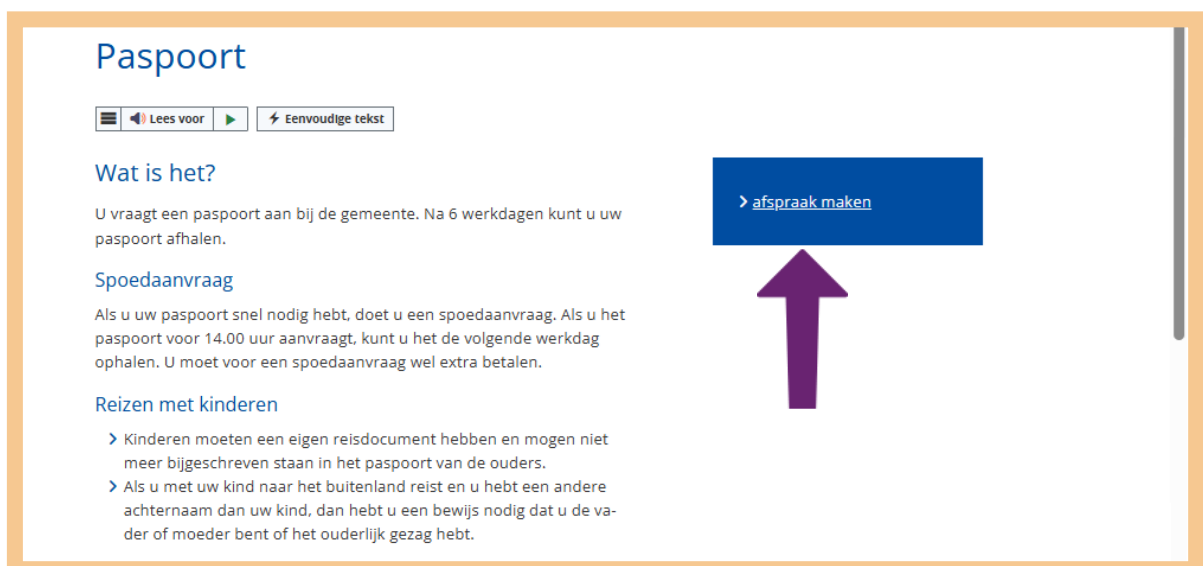 Paspoort
Lees voor
Eenvoudige tekst
Wat is het?
U vraagt een paspoort aan bij de gemeente. Na 6 werkdagen kunt u uw
paspoort afhalen.
Spoedaanvraag
Als u uw paspoort snel nodig hebt, doet u een spoedaanvraag. Als u het
paspoort voor 14.00 uur aanvraagt, kunt u het de volgende werkdag
ophalen. U moet voor een spoedaanvraag wel extra betalen.
Reizen met kinderen
Kinderen moeten een eigen reisdocument hebben en mogen niet
meer bijgeschreven staan in het paspoort van de ouders.
Als u met uw kind naar het buitenland reist en u hebt een andere
achternaam dan uw kind, dan hebt u een bewijs nodig dat u de va-
der of moeder bent of het ouderlijk gezag hebt.
afspraak maken